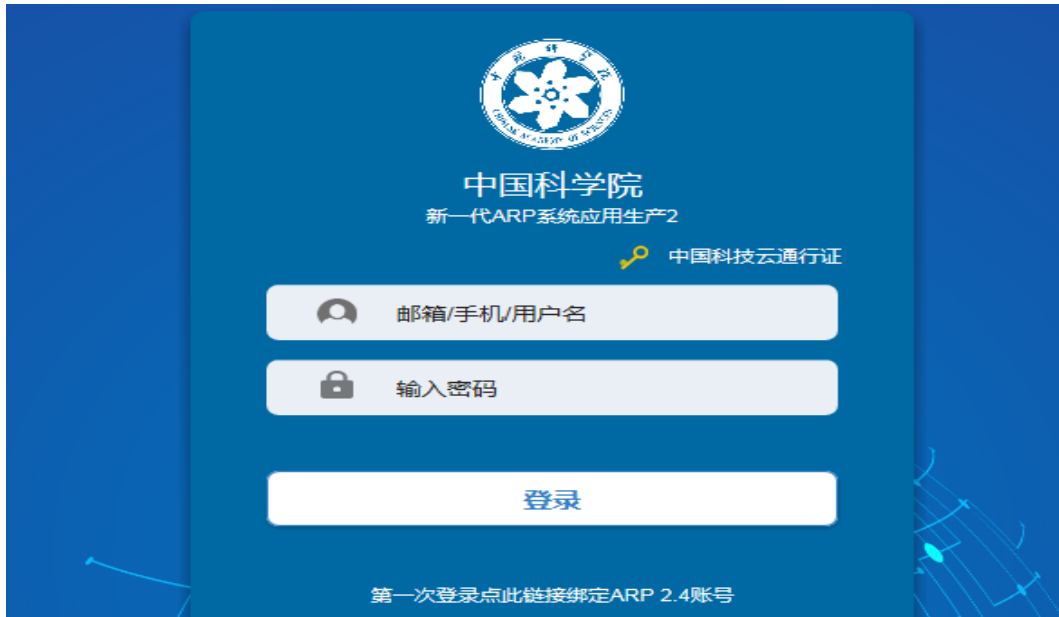 中国科学院
新一代ARP系统应用生产2
中国科技云通行证
邮箱/手机/用户名
输入密码
登录
第一次登录点此链接绑定ARP 2.4账号